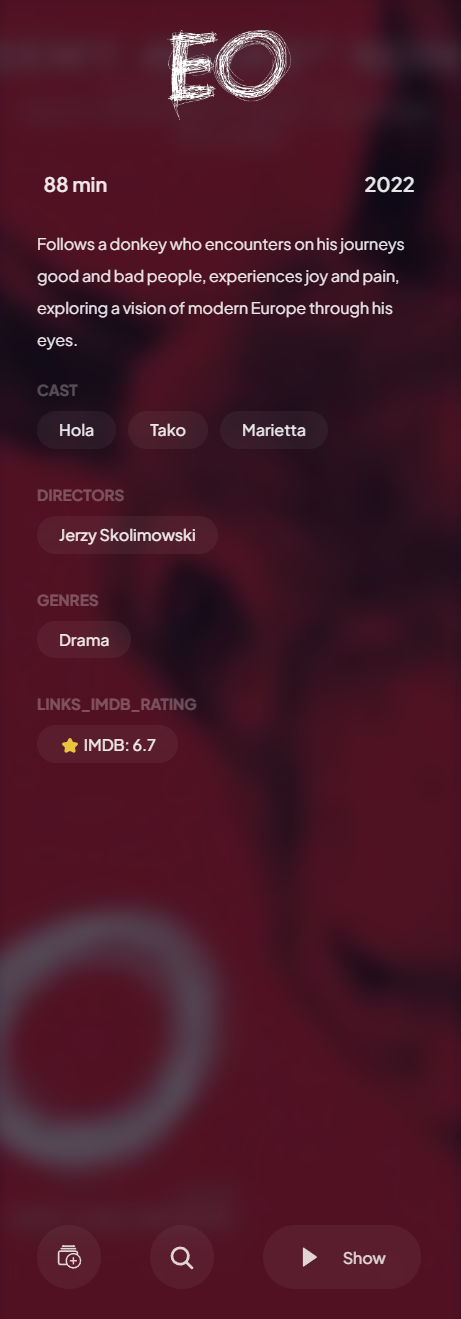 EO
88 min 2022
Follows a donkey who encounters on his journeys
good and bad people, experiences joy and pain,
exploring a vision of modern Europe through his
eyes.
CAST
Hola Tako Marietta
DIRECTORS
Jerzy Skolimowski
GENRES
Drama
LINKS_IMDB_RATING
IMDB: 6.7
Show